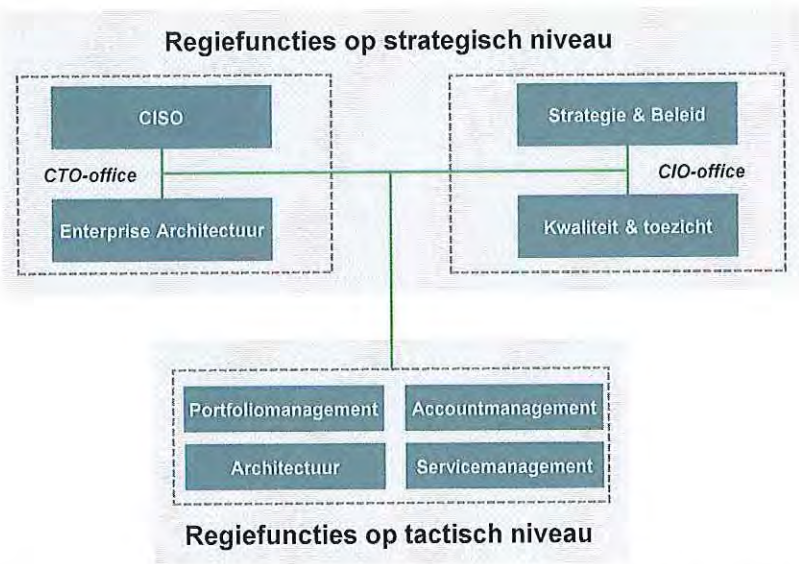 Regiefuncties op strategisch niveau
CISO
CTO-office
Enterprise Architectuur
Strategie & Beleid
CIO-office
Kwaliteit & toezicht
Portfoliomanagement
Accountmanagement
Architectuur
Servicemanagement
Regiefuncties op tactisch niveau